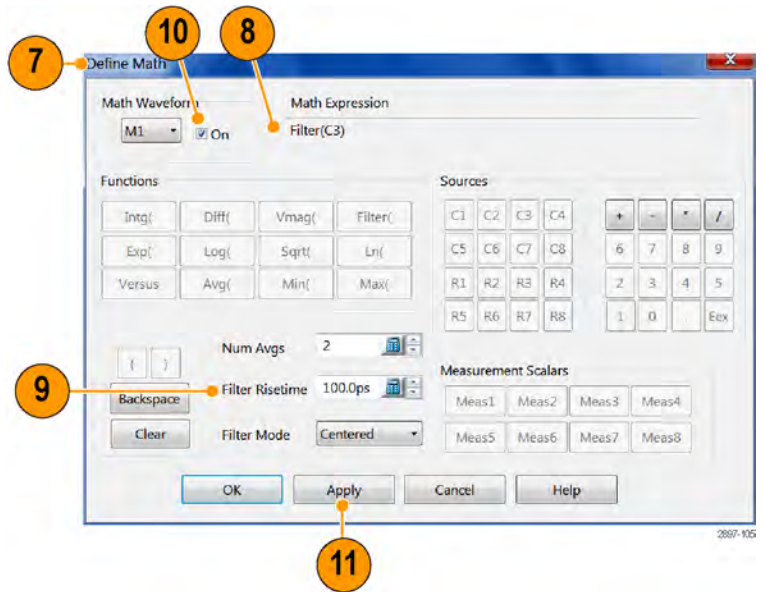 10 8
7 Define Math X
Math Waveform Math Expression
M1 On Filter(C3)
Functions Sources
Intg( Diff( Vmag( Filter( C1 C2 C3 C4 + - * /
Exp( Log( Sqrt( Ln( C5 C6 C7 C8 6 7 8 9
Versus Avg( Min( Max( R1 R2 R3 R4 2 3 4 5
R5 R6 R7 R8 1 0 Eex
( ) Num Avgs 2
Measurement Scalars
9 Backspace Filter Risetime 100.0ps Meas1 Meas2 Meas3 Meas4
Clear Filter Mode Centered Meas5 Meas6 Meas7 Meas8
OK Apply Cancel Help
2897-105
11